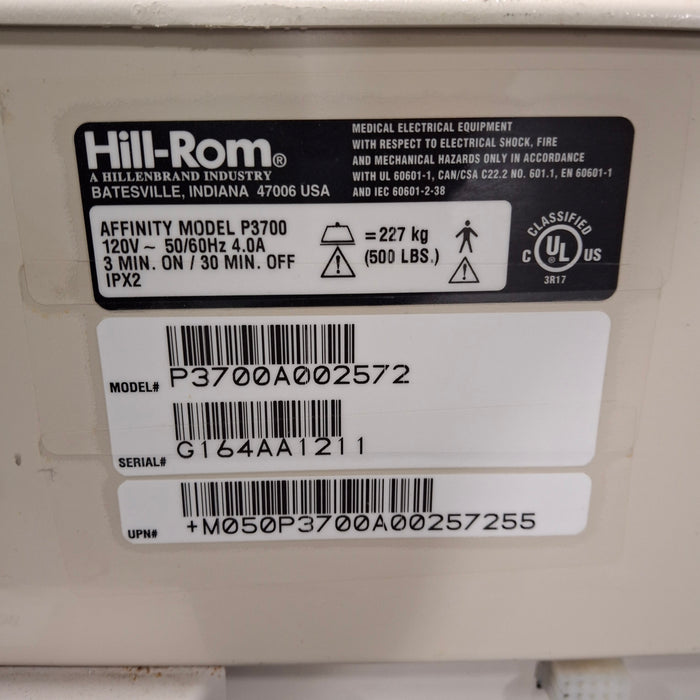 Hill-Rom®
A HILLENBRAND INDUSTRY
BATESVILLE, INDIANA 47006 USA
MEDICAL ELECTRICAL EQUIPMENT
WITH RESPECT TO ELECTRICAL SHOCK, FIRE
AND MECHANICAL HAZARDS ONLY IN ACCORDANCE
WITH UL 60601-1, CAN/CSA C22.2 NO. 601.1, EN 60601-1
AND IEC 60601-2-38
AFFINITY MODEL P3700
120V ~ 50/60Hz 4.0A
3 MIN. ON / 30 MIN. OFF
IPX2
= 227 kg
(500 LBS.)
CLASSIFIED
C UL® US
3R17
MODEL# P3700A002572
SERIAL# G164AA1211
UPN# +M050P3700A00257255